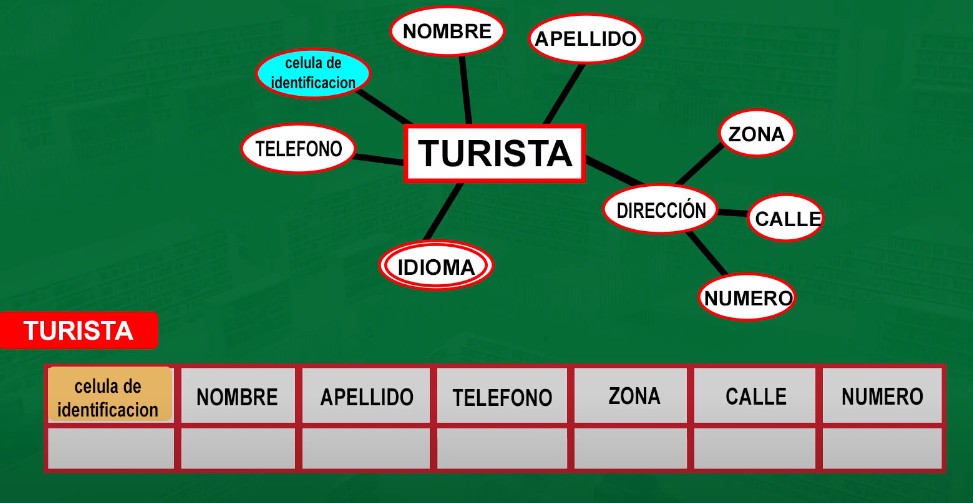 NOMBRE
APELLIDO
celula de
identificacion
ZONA
TELEFONO
TURISTA
DIRECCIÓN
CALLE
IDIOMA
NUMERO
TURISTA
celula de
identificacion
NOMBRE
APELLIDO
TELEFONO
ZONA
CALLE
NUMERO